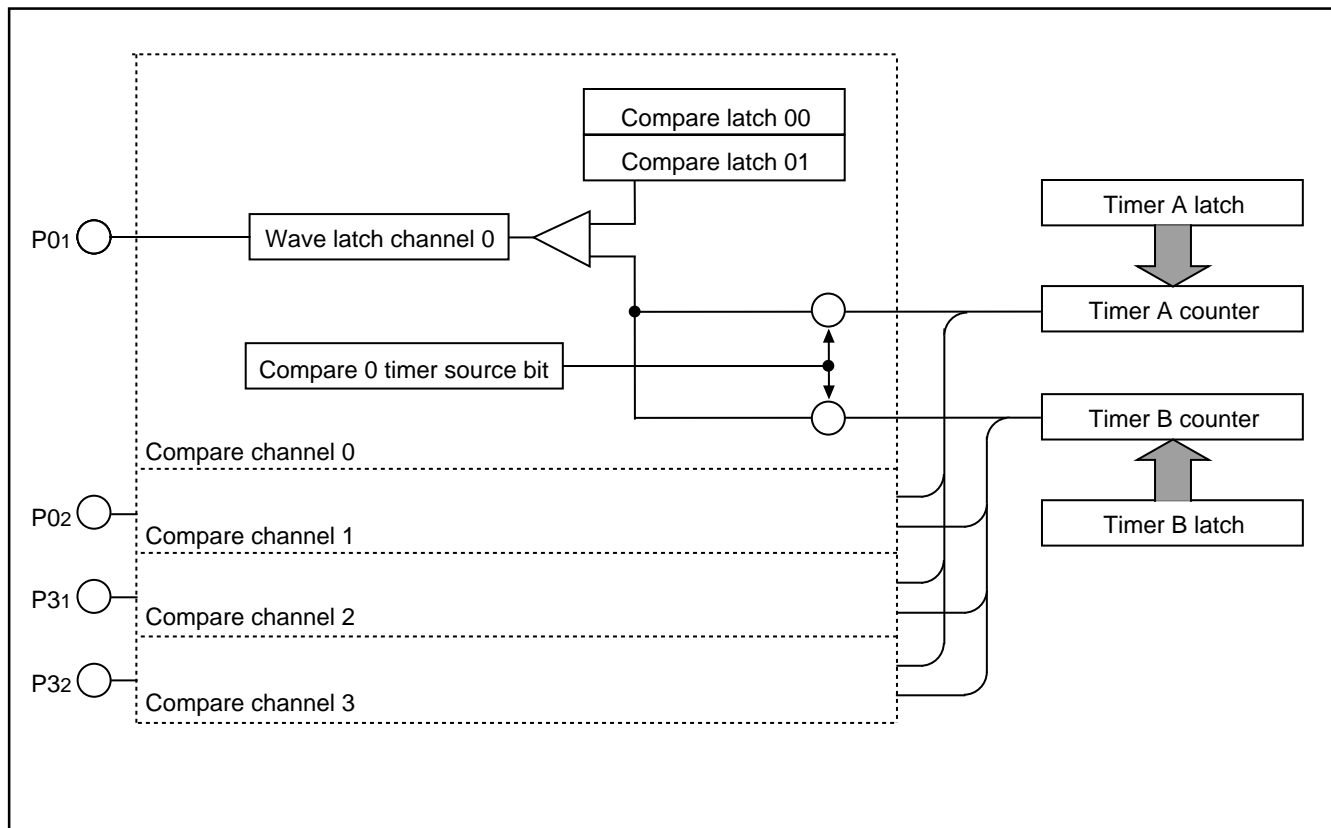 Compare latch 00
Compare latch 01
Timer A latch
P01
Wave latch channel 0
Timer A counter
Compare 0 timer source bit
Timer B counter
Compare channel 0
P02
Compare channel 1
Timer B latch
P31
Compare channel 2
P32
Compare channel 3